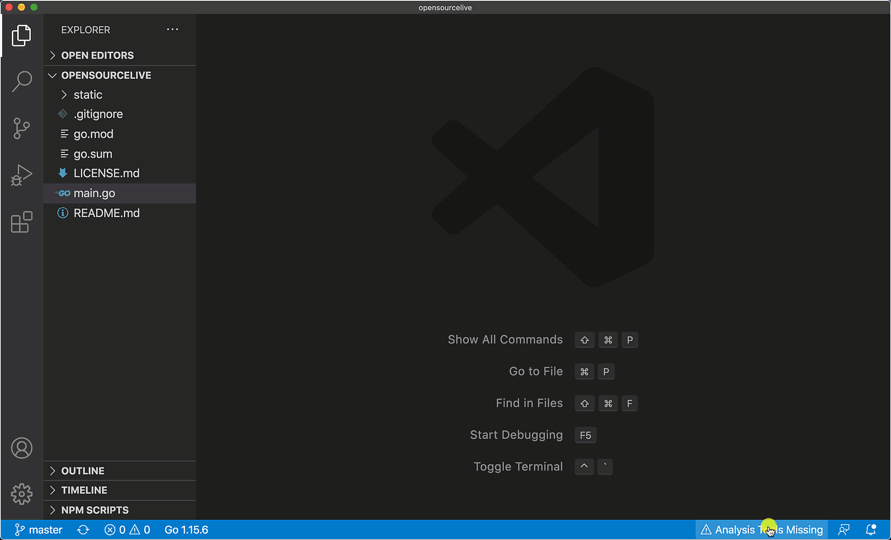 opensourcelive
EXPLORER ···
OPEN EDITORS
OPENSOURCELIVE
static
.gitignore
go.mod
go.sum
LICENSE.md
GO main.go
README.md
Show All Commands ⇧ ⌘ P
Go to File ⌘ P
Find in Files ⇧ ⌘ F
Start Debugging F5
Toggle Terminal ^ `
OUTLINE
TIMELINE
NPM SCRIPTS
master 0 0 Go 1.15.6 Analysis Tools Missing